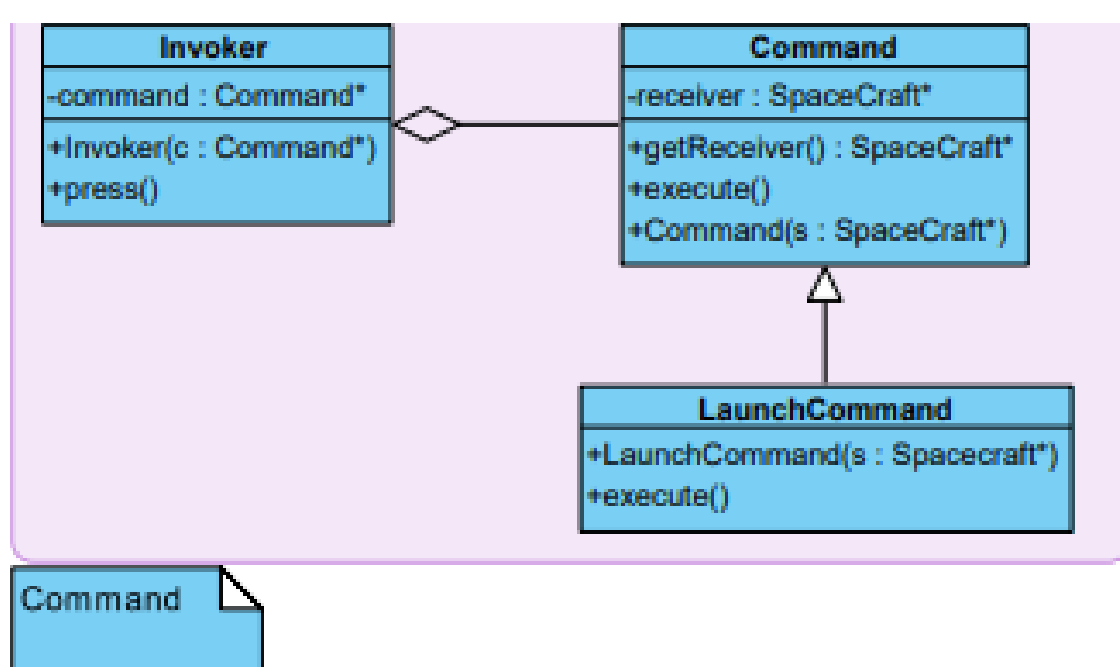 Invoker
-command : Command*
+Invoker(c : Command*)
+press()
Command
-receiver : SpaceCraft*
+getReceiver() : SpaceCraft*
+execute()
+Command(s : SpaceCraft*)
LaunchCommand
+LaunchCommand(s : Spacecraft*)
+execute()
Command